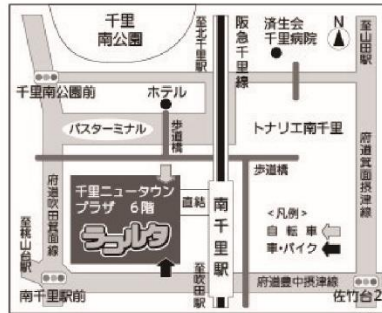 千里
南公園
至北千里駅
阪急千里線
済生会
千里病院
N
至山田駅
千里南公園前
ホテル
バスターミナル
歩道橋
トナリエ南千里
歩道橋
府道吹田箕面線
千里ニュータウン
プラザ 6階
ラコルタ
直結
南千里駅
<凡例>
自転車
車・バイク
府道箕面摂津線
至桃山台駅
至吹田駅
南千里駅前
府道豊中摂津線
佐竹台2